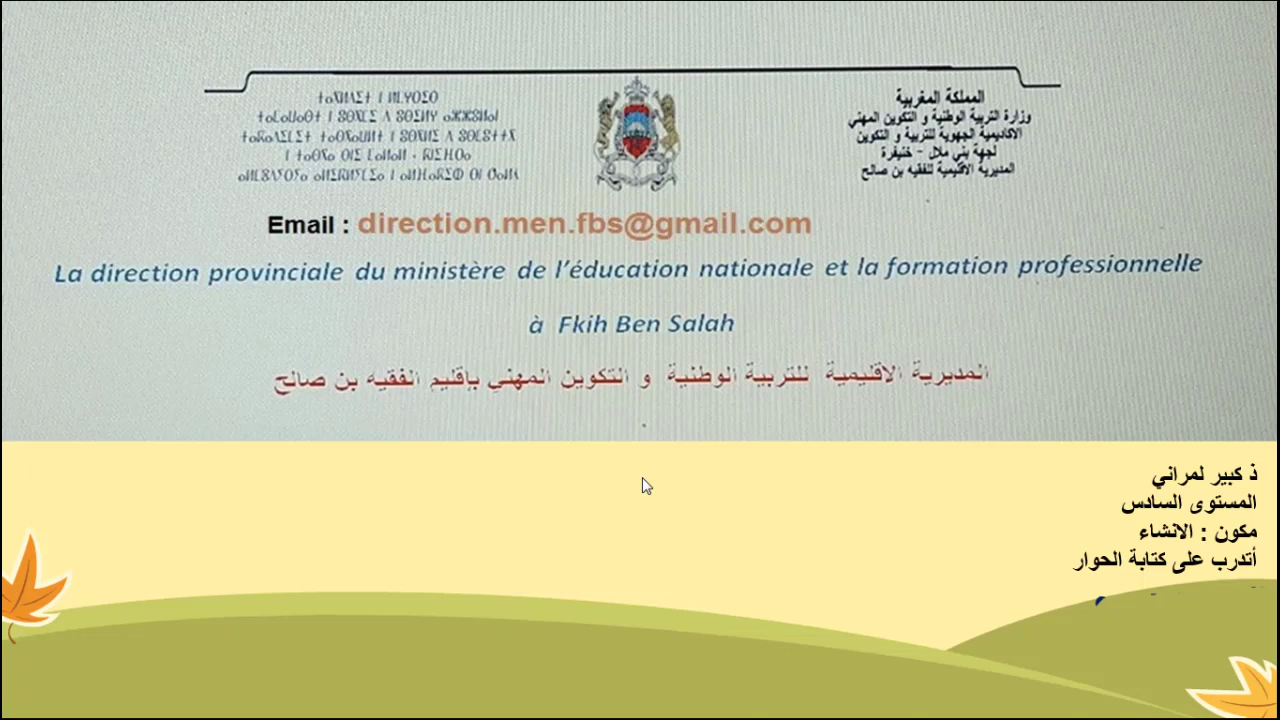 المملكة المغربية
وزارة التربية الوطنية و التكوين المهني
الاكاديمية الجهوية للتربية و التكوين
لجهة بني ملال - خنيفرة
المديرية الأقليمية للفقيه بن صالح
Email : direction.men.fbs@gmail.com
La direction provinciale du ministère de l'éducation nationale et la formation professionnelle
à Fkih Ben Salah
المديرية الاقليمية للتربية الوطنية و التكوين المهني بإقليم الفقيه بن صالح
ذ كبير لمراني
المستوى السادس
مكون : الانشاء
أتدرب على كتابة الحوار